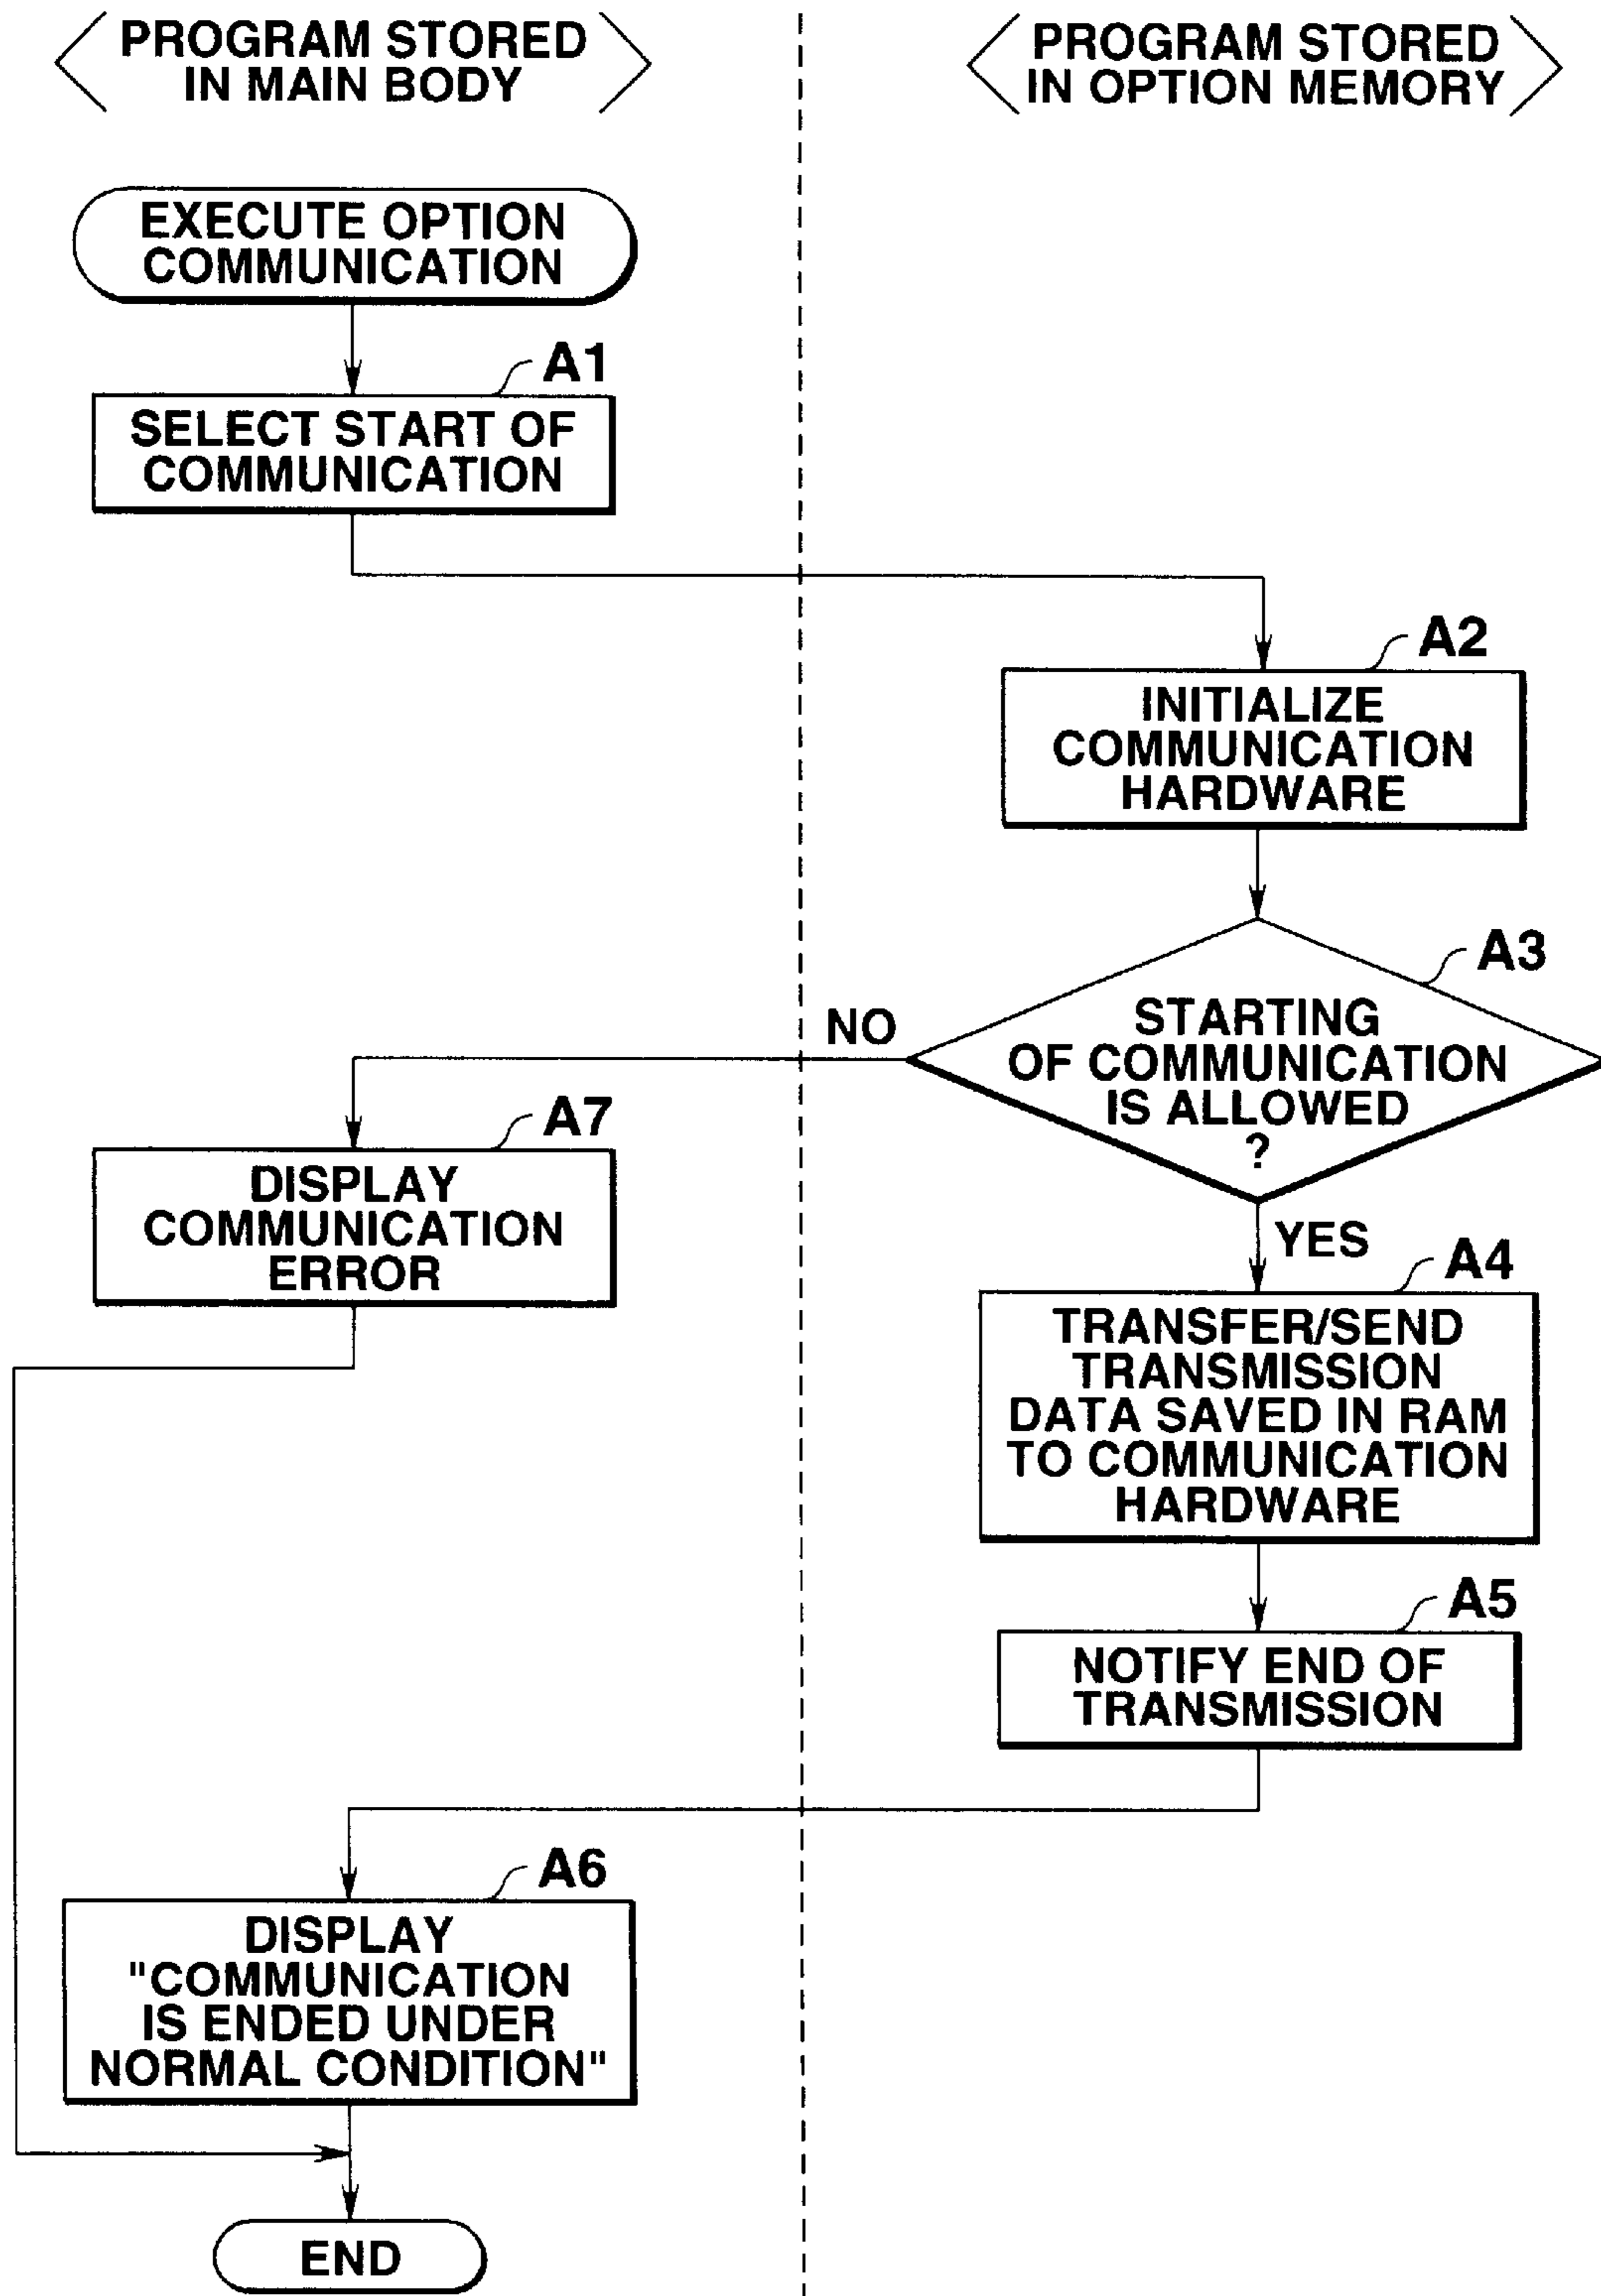 PROGRAM STORED
IN MAIN BODY
PROGRAM STORED
IN OPTION MEMORY
EXECUTE OPTION
COMMUNICATION
A1
SELECT START OF
COMMUNICATION
A2
INITIALIZE
COMMUNICATION
HARDWARE
A3
STARTING
OF COMMUNICATION
IS ALLOWED
?
NO
A7
DISPLAY
COMMUNICATION
ERROR
YES
A4
TRANSFER/SEND
TRANSMISSION
DATA SAVED IN RAM
TO COMMUNICATION
HARDWARE
A5
NOTIFY END OF
TRANSMISSION
A6
DISPLAY
"COMMUNICATION
IS ENDED UNDER
NORMAL CONDITION"
END